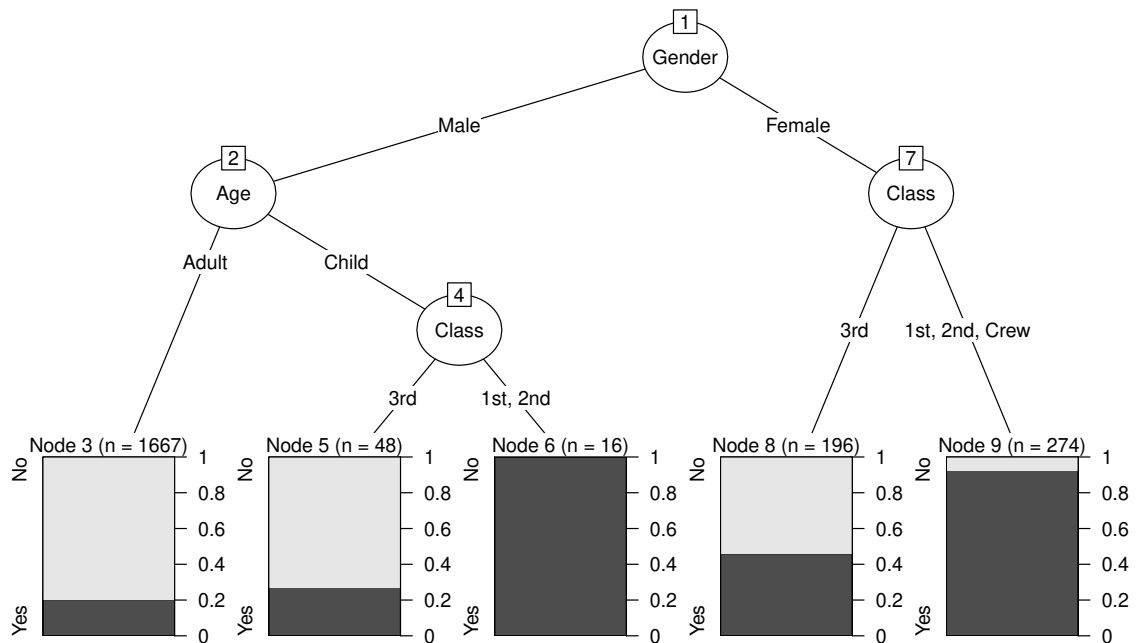 1
Gender
Male
Female
2
Age
7
Class
Adult
Child
4
Class
3rd
1st, 2nd, Crew
3rd
1st, 2nd
Node 3 (n = 1667)
Yes
No
0
0.2
0.4
0.6
0.8
1
Node 5 (n = 48)
Yes
No
0
0.2
0.4
0.6
0.8
1
Node 6 (n = 16)
Yes
No
0
0.2
0.4
0.6
0.8
1
Node 8 (n = 196)
Yes
No
0
0.2
0.4
0.6
0.8
1
Node 9 (n = 274)
Yes
No
0
0.2
0.4
0.6
0.8
1